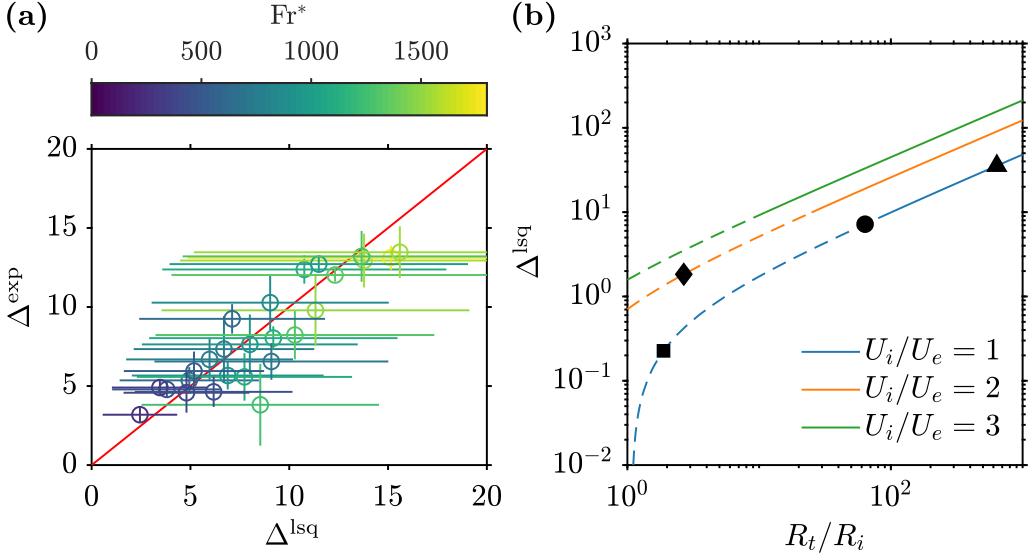 (a)
Fr*
0 500 1000 1500
Δ^exp
20
15
10
5
0
0 5 10 15 20
Δ^lsq
(b)
Δ^lsq
10^3
10^2
10^1
10^0
10^−1
10^−2
U_i/U_e = 1
U_i/U_e = 2
U_i/U_e = 3
10^0 10^2
R_t/R_i